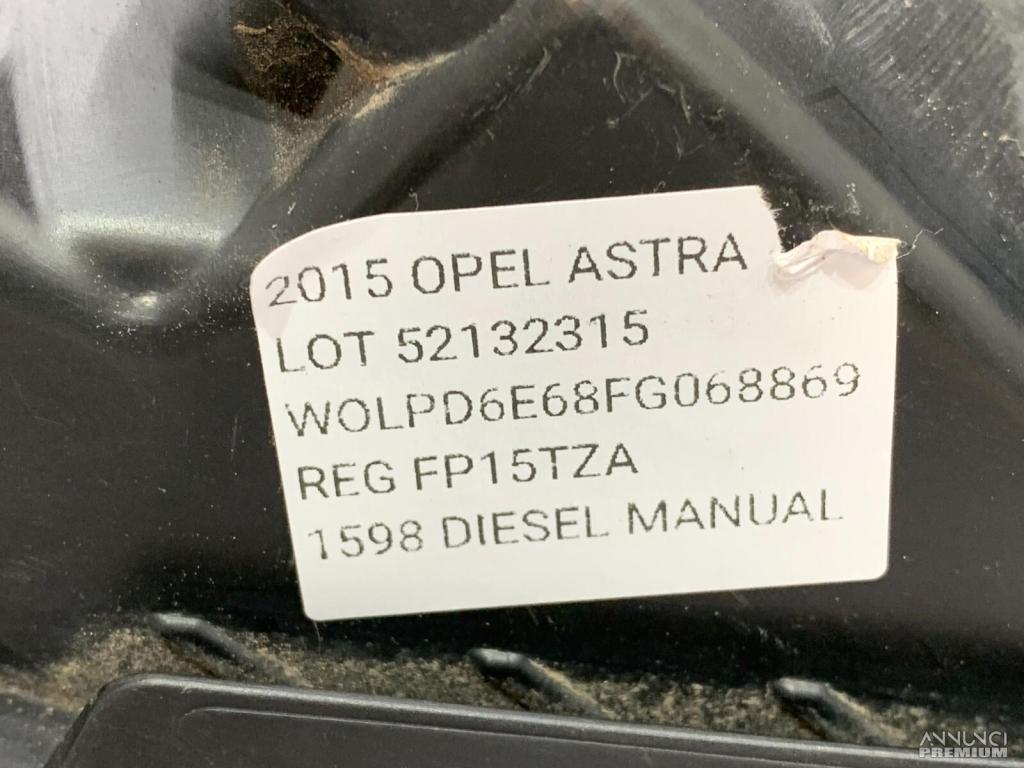 2015 OPEL ASTRA
LOT 52132315
WOLPD6E68FG068869
REG FP15TZA
1598 DIESEL MANUAL
ANNUNCI
PREMIUM